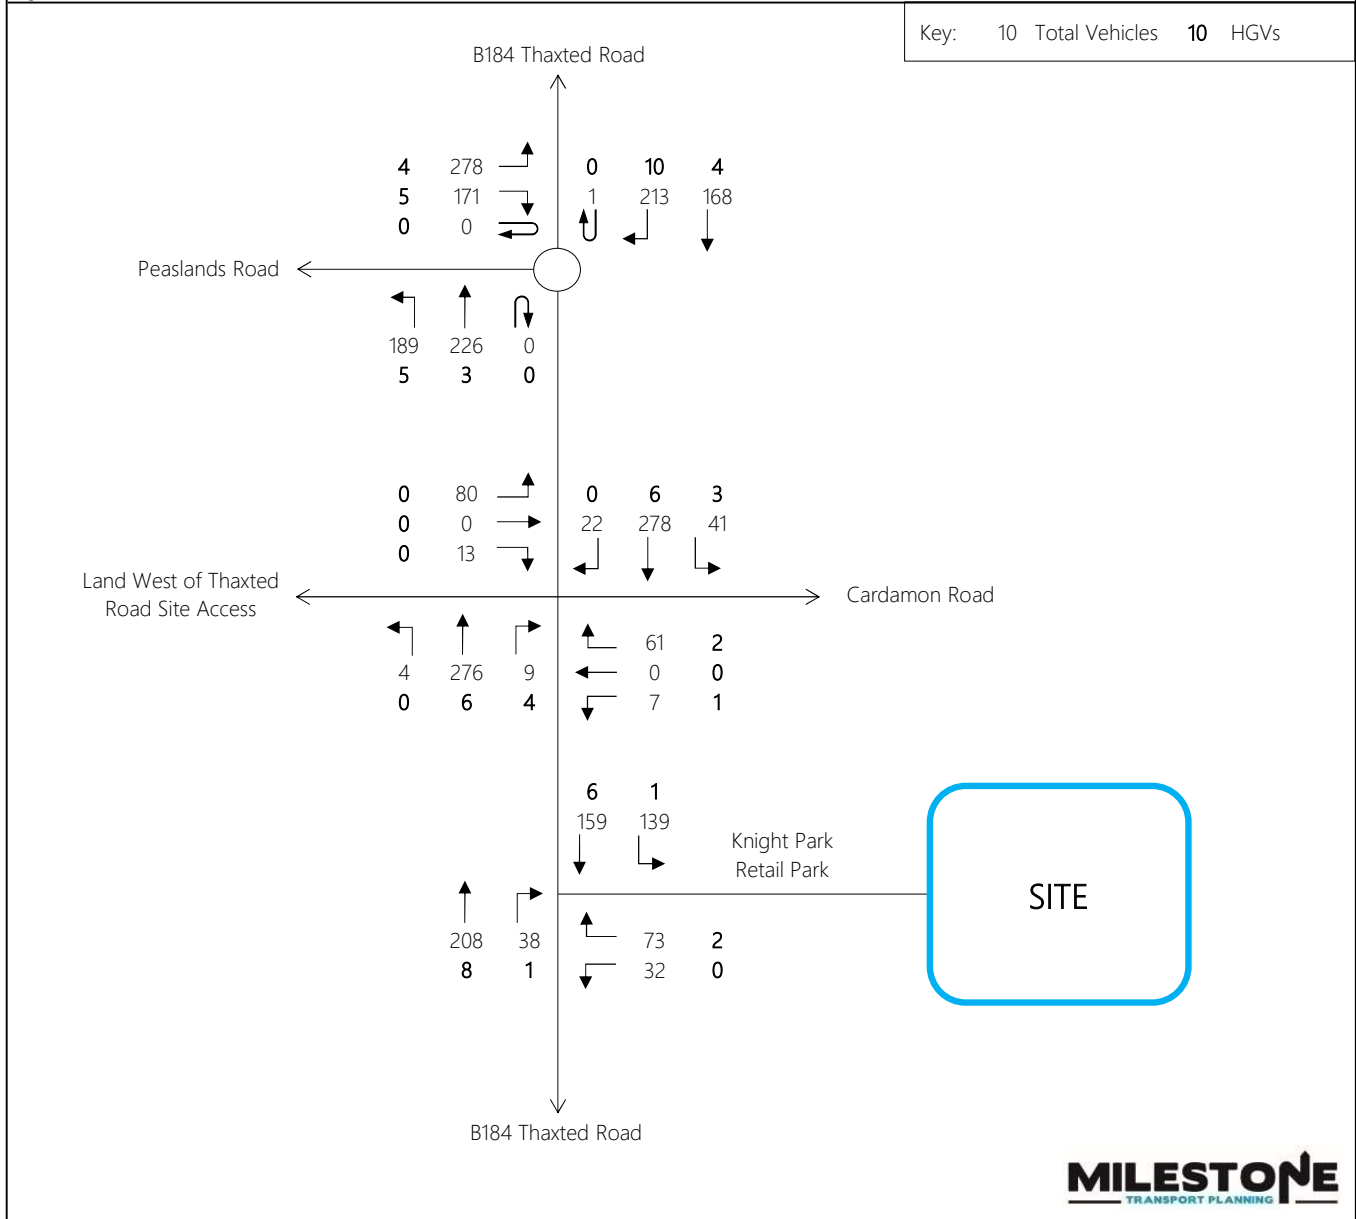 Key: 10 Total Vehicles 10 HGVs
B184 Thaxted Road
4 278 0 10 4
5 171 1 213 168
0 0
Peaslands Road
189 226 0
5 3 0
0 80 0 6 3
0 0 22 278 41
0 13
Land West of Thaxted
Road Site Access
Cardamon Road
61 2
4 276 9 0 0
0 6 4 7 1
6 1
159 139
Knight Park
Retail Park
SITE
208 38 73 2
8 1 32 0
B184 Thaxted Road
MILESTONE
TRANSPORT PLANNING